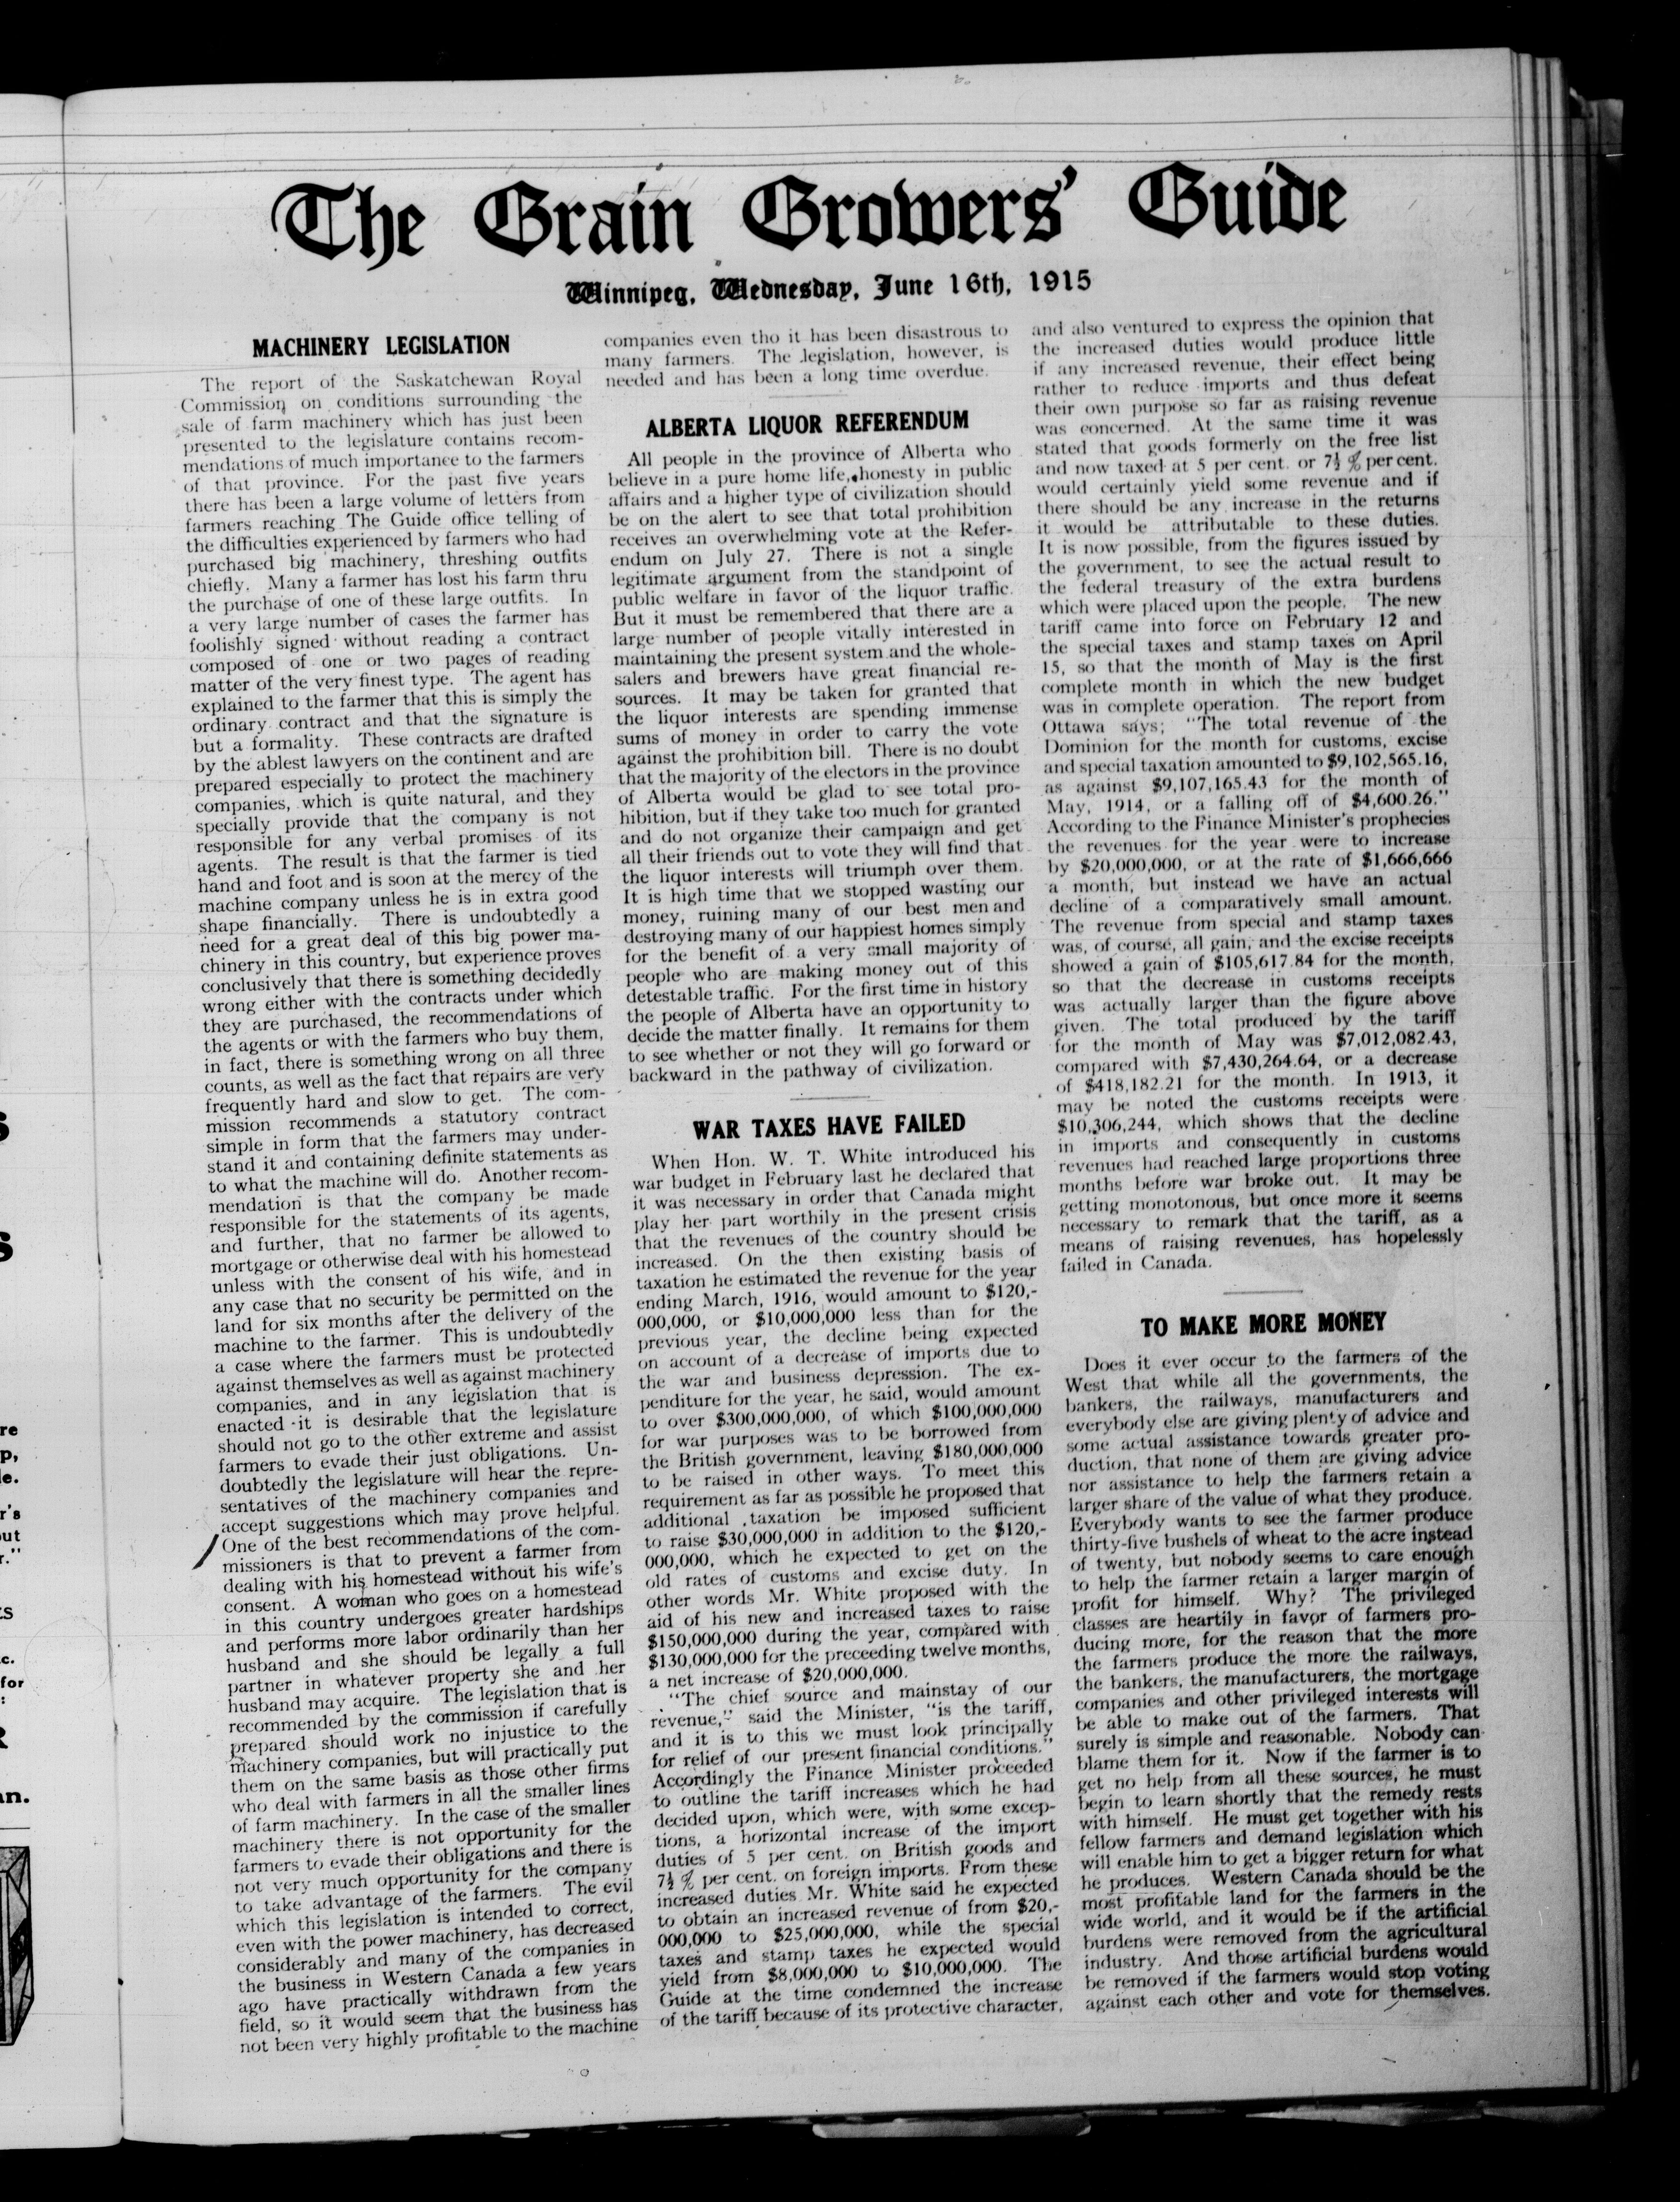 The Grain Growers' Guide
Winnipeg, Wednesday, June 16th, 1915
MACHINERY LEGISLATION
The report of the Saskatchewan Royal
Commission on conditions surrounding the
sale of farm machinery which has just been
presented to the legislature contains recom-
mendations of much importance to the farmers
of that province. For the past five years
there has been a large volume of letters from
farmers reaching The Guide office telling of
the difficulties experienced by farmers who had
purchased big machinery, threshing outfits
chiefly. Many a farmer has lost his farm thru
the purchase of one of these large outfits. In
a very large number of cases the farmer has
foolishly signed without reading a contract
composed of one or two pages of reading
matter of the very finest type. The agent has
explained to the farmer that this is simply the
ordinary contract and that the signature is
but a formality. These contracts are drafted
by the ablest lawyers on the continent and are
prepared especially to protect the machinery
companies, which is quite natural, and they
specially provide that the company is not
responsible for any verbal promises of its
agents. The result is that the farmer is tied
hand and foot and is soon at the mercy of the
machine company unless he is in extra good
shape financially. There is undoubtedly a
need for a great deal of this big power ma-
chinery in this country, but experience proves
conclusively that there is something decidedly
wrong either with the contracts under which
they are purchased, the recommendations of
the agents or with the farmers who buy them,
in fact, there is something wrong on all three
counts, as well as the fact that repairs are very
frequently hard and slow to get. The com-
mission recommends a statutory contract
simple in form that the farmers may under-
stand it and containing definite statements as
to what the machine will do. Another recom-
mendation is that the company be made
responsible for the statements of its agents,
and further, that no farmer be allowed to
mortgage or otherwise deal with his homestead
unless with the consent of his wife, and in
any case that no security be permitted on the
land for six months after the delivery of the
machine to the farmer. This is undoubtedly
a case where the farmers must be protected
against themselves as well as against machinery
companies, and in any legislation that is
enacted it is desirable that the legislature
should not go to the other extreme and assist
farmers to evade their just obligations. Un-
doubtedly the legislature will hear the repre-
sentatives of the machinery companies and
accept suggestions which may prove helpful.
One of the best recommendations of the com-
missioners is that to prevent a farmer from
dealing with his homestead without his wife's
consent. A woman who goes on a homestead
in this country undergoes greater hardships
and performs more labor ordinarily than her
husband and she should be legally a full
partner in whatever property she and her
husband may acquire. The legislation that is
recommended by the commission if carefully
prepared should work no injustice to the
machinery companies, but will practically put
them on the same basis as those other firms
who deal with farmers in all the smaller lines
of farm machinery. In the case of the smaller
machinery there is not opportunity for the
farmers to evade their obligations and there is
not very much opportunity for the company
to take advantage of the farmers. The evil
which this legislation is intended to correct,
even with the power machinery, has decreased
considerably and many of the companies in
the business in Western Canada a few years
ago have practically withdrawn from the
field, so it would seem that the business has
not been very highly profitable to the machine
companies even tho it has been disastrous to
many farmers. The legislation, however, is
needed and has been a long time overdue.
ALBERTA LIQUOR REFERENDUM
All people in the province of Alberta who
believe in a pure home life, honesty in public
affairs and a higher type of civilization should
be on the alert to see that total prohibition
receives an overwhelming vote at the Refer-
endum on July 27. There is not a single
legitimate argument from the standpoint of
public welfare in favor of the liquor traffic.
But it must be remembered that there are a
large number of people vitally interested in
maintaining the present system and the whole-
salers and brewers have great financial re-
sources. It may be taken for granted that
the liquor interests are spending immense
sums of money in order to carry the vote
against the prohibition bill. There is no doubt
that the majority of the electors in the province
of Alberta would be glad to see total pro-
hibition, but if they take too much for granted
and do not organize their campaign and get
all their friends out to vote they will find that
the liquor interests will triumph over them.
It is high time that we stopped wasting our
money, ruining many of our best men and
destroying many of our happiest homes simply
for the benefit of a very small majority of
people who are making money out of this
detestable traffic. For the first time in history
the people of Alberta have an opportunity to
decide the matter finally. It remains for them
to see whether or not they will go forward or
backward in the pathway of civilization.
WAR TAXES HAVE FAILED
When Hon. W. T. White introduced his
war budget in February last he declared that
it was necessary in order that Canada might
play her part worthily in the present crisis
that the revenues of the country should be
increased. On the then existing basis of
taxation he estimated the revenue for the year
ending March, 1916, would amount to $120,-
000,000, or $10,000,000 less than for the
previous year, the decline being expected
on account of a decrease of imports due to
the war and business depression. The ex-
penditure for the year, he said, would amount
to over $300,000,000, of which $100,000,000
for war purposes was to be borrowed from
the British government, leaving $180,000,000
to be raised in other ways. To meet this
requirement as far as possible he proposed that
additional taxation be imposed sufficient
to raise $30,000,000 in addition to the $120,-
000,000, which he expected to get on the
old rates of customs and excise duty. In
other words Mr. White proposed with the
aid of his new and increased taxes to raise
$150,000,000 during the year, compared with
$130,000,000 for the preceeding twelve months,
a net increase of $20,000,000.
"The chief source and mainstay of our
revenue," said the Minister, "is the tariff,
and it is to this we must look principally
for relief of our present financial conditions."
Accordingly the Finance Minister proceeded
to outline the tariff increases which he had
decided upon, which were, with some excep-
tions, a horizontal increase of the import
duties of 5 per cent. on British goods and
7½ % per cent. on foreign imports. From these
increased duties Mr. White said he expected
to obtain an increased revenue of from $20,-
000,000 to $25,000,000, while the special
taxes and stamp taxes he expected would
yield from $8,000,000 to $10,000,000. The
Guide at the time condemned the increase
of the tariff because of its protective character,
and also ventured to express the opinion that
the increased duties would produce little
if any increased revenue, their effect being
rather to reduce imports and thus defeat
their own purpose so far as raising revenue
was concerned. At the same time it was
stated that goods formerly on the free list
and now taxed at 5 per cent. or 7½ % per cent.
would certainly yield some revenue and if
there should be any increase in the returns
it would be attributable to these duties.
It is now possible, from the figures issued by
the government, to see the actual result to
the federal treasury of the extra burdens
which were placed upon the people. The new
tariff came into force on February 12 and
the special taxes and stamp taxes on April
15, so that the month of May is the first
complete month in which the new budget
was in complete operation. The report from
Ottawa says; "The total revenue of the
Dominion for the month for customs, excise
and special taxation amounted to $9,102,565.16,
as against $9,107,165.43 for the month of
May, 1914, or a falling off of $4,600.26."
According to the Finance Minister's prophecies
the revenues for the year were to increase
by $20,000,000, or at the rate of $1,666,666
a month, but instead we have an actual
decline of a comparatively small amount.
The revenue from special and stamp taxes
was, of course, all gain, and the excise receipts
showed a gain of $105,617.84 for the month,
so that the decrease in customs receipts
was actually larger than the figure above
given. The total produced by the tariff
for the month of May was $7,012,082.43,
compared with $7,430,264.64, or a decrease
of $418,182.21 for the month. In 1913, it
may be noted the customs receipts were
$10,306,244, which shows that the decline
in imports and consequently in customs
revenues had reached large proportions three
months before war broke out. It may be
getting monotonous, but once more it seems
necessary to remark that the tariff, as a
means of raising revenues, has hopelessly
failed in Canada.
TO MAKE MORE MONEY
Does it ever occur to the farmers of the
West that while all the governments, the
bankers, the railways, manufacturers and
everybody else are giving plenty of advice and
some actual assistance towards greater pro-
duction, that none of them are giving advice
nor assistance to help the farmers retain a
larger share of the value of what they produce.
Everybody wants to see the farmer produce
thirty-five bushels of wheat to the acre instead
of twenty, but nobody seems to care enough
to help the farmer retain a larger margin of
profit for himself. Why? The privileged
classes are heartily in favor of farmers pro-
ducing more, for the reason that the more
the farmers produce the more the railways,
the bankers, the manufacturers, the mortgage
companies and other privileged interests will
be able to make out of the farmers. That
surely is simple and reasonable. Nobody can
blame them for it. Now if the farmer is to
get no help from all these sources, he must
begin to learn shortly that the remedy rests
with himself. He must get together with his
fellow farmers and demand legislation which
will enable him to get a bigger return for what
he produces. Western Canada should be the
most profitable land for the farmers in the
wide world, and it would be if the artificial
burdens were removed from the agricultural
industry. And those artificial burdens would
be removed if the farmers would stop voting
against each other and vote for themselves.